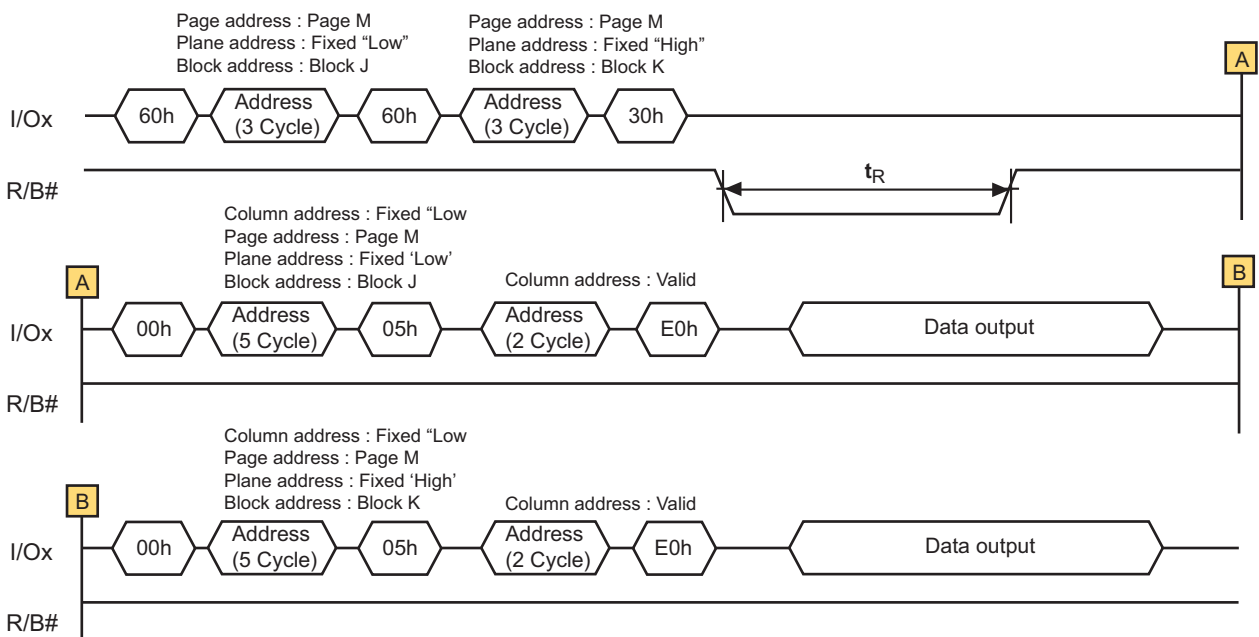 Page address : Page M
Plane address : Fixed “Low”
Block address : Block J
Page address : Page M
Plane address : Fixed “High”
Block address : Block K
A
I/Ox
60h
Address
(3 Cycle)
60h
Address
(3 Cycle)
30h
R/B#
tR
Column address : Fixed “Low
Page address : Page M
Plane address : Fixed ‘Low’
Block address : Block J
Column address : Valid
A
B
I/Ox
00h
Address
(5 Cycle)
05h
Address
(2 Cycle)
E0h
Data output
R/B#
Column address : Fixed “Low
Page address : Page M
Plane address : Fixed ‘High’
Block address : Block K
Column address : Valid
B
I/Ox
00h
Address
(5 Cycle)
05h
Address
(2 Cycle)
E0h
Data output
R/B#